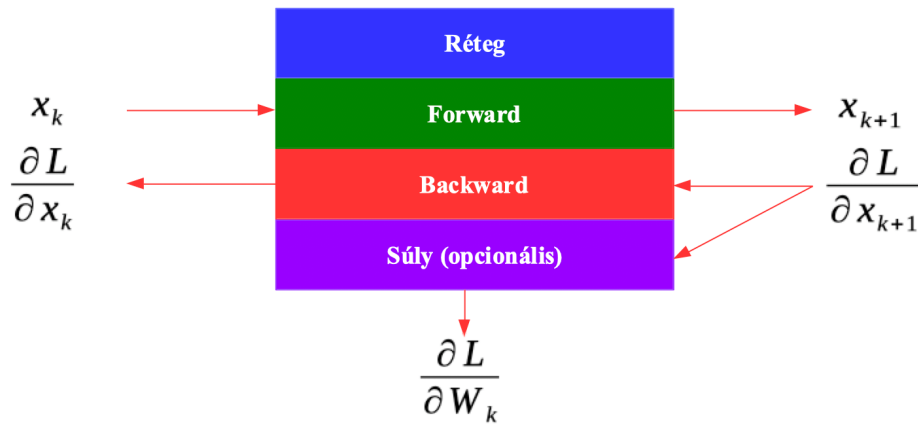 Réteg
x_k
Forward
x_{k+1}
∂L
∂x_k
Backward
∂L
∂x_{k+1}
Súly (opcionális)
∂L
∂W_k